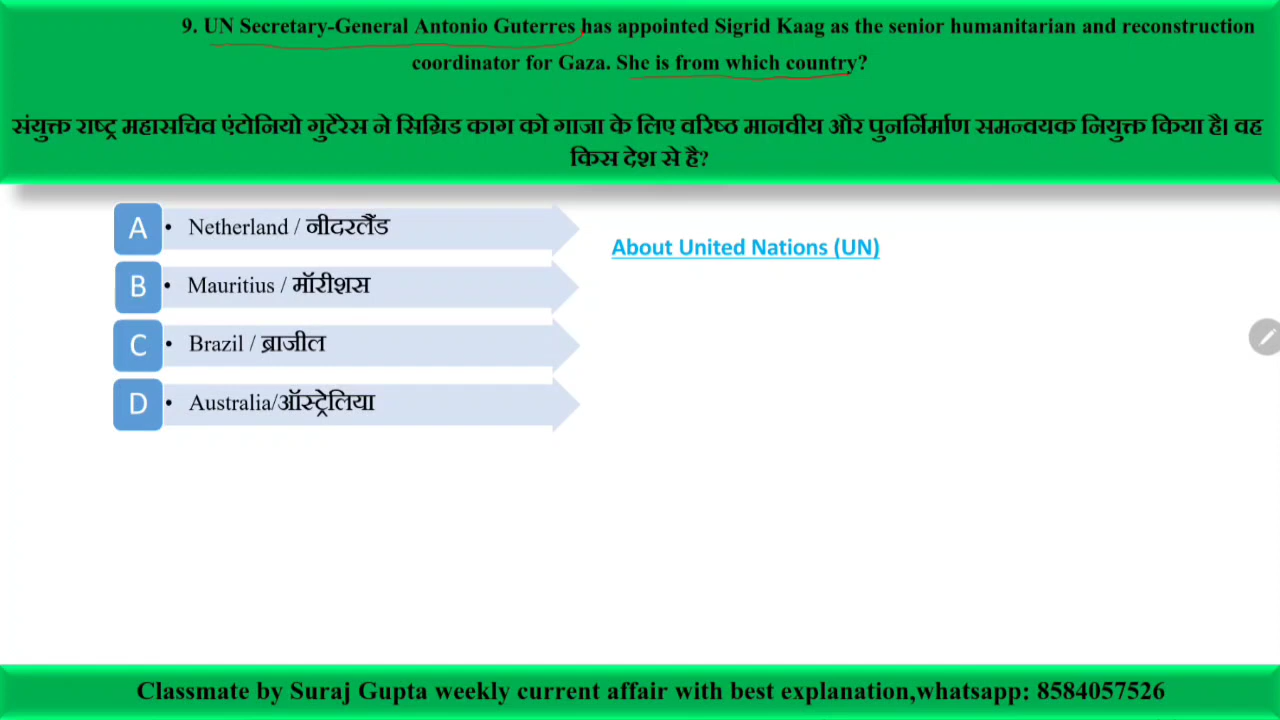 9. UN Secretary-General Antonio Guterres has appointed Sigrid Kaag as the senior humanitarian and reconstruction
coordinator for Gaza. She is from which country?
संयुक्त राष्ट्र महासचिव एंटोनियो गुटेरेस ने सिग्रिड काग को गाजा के लिए वरिष्ठ मानवीय और पुनर्निर्माण समन्वयक नियुक्त किया है। वह
किस देश से है?
A • Netherland / नीदरलैंड
B • Mauritius / मॉरीशस
C • Brazil / ब्राजील
D • Australia/ऑस्ट्रेलिया
About United Nations (UN)
Classmate by Suraj Gupta weekly current affair with best explanation,whatsapp: 8584057526